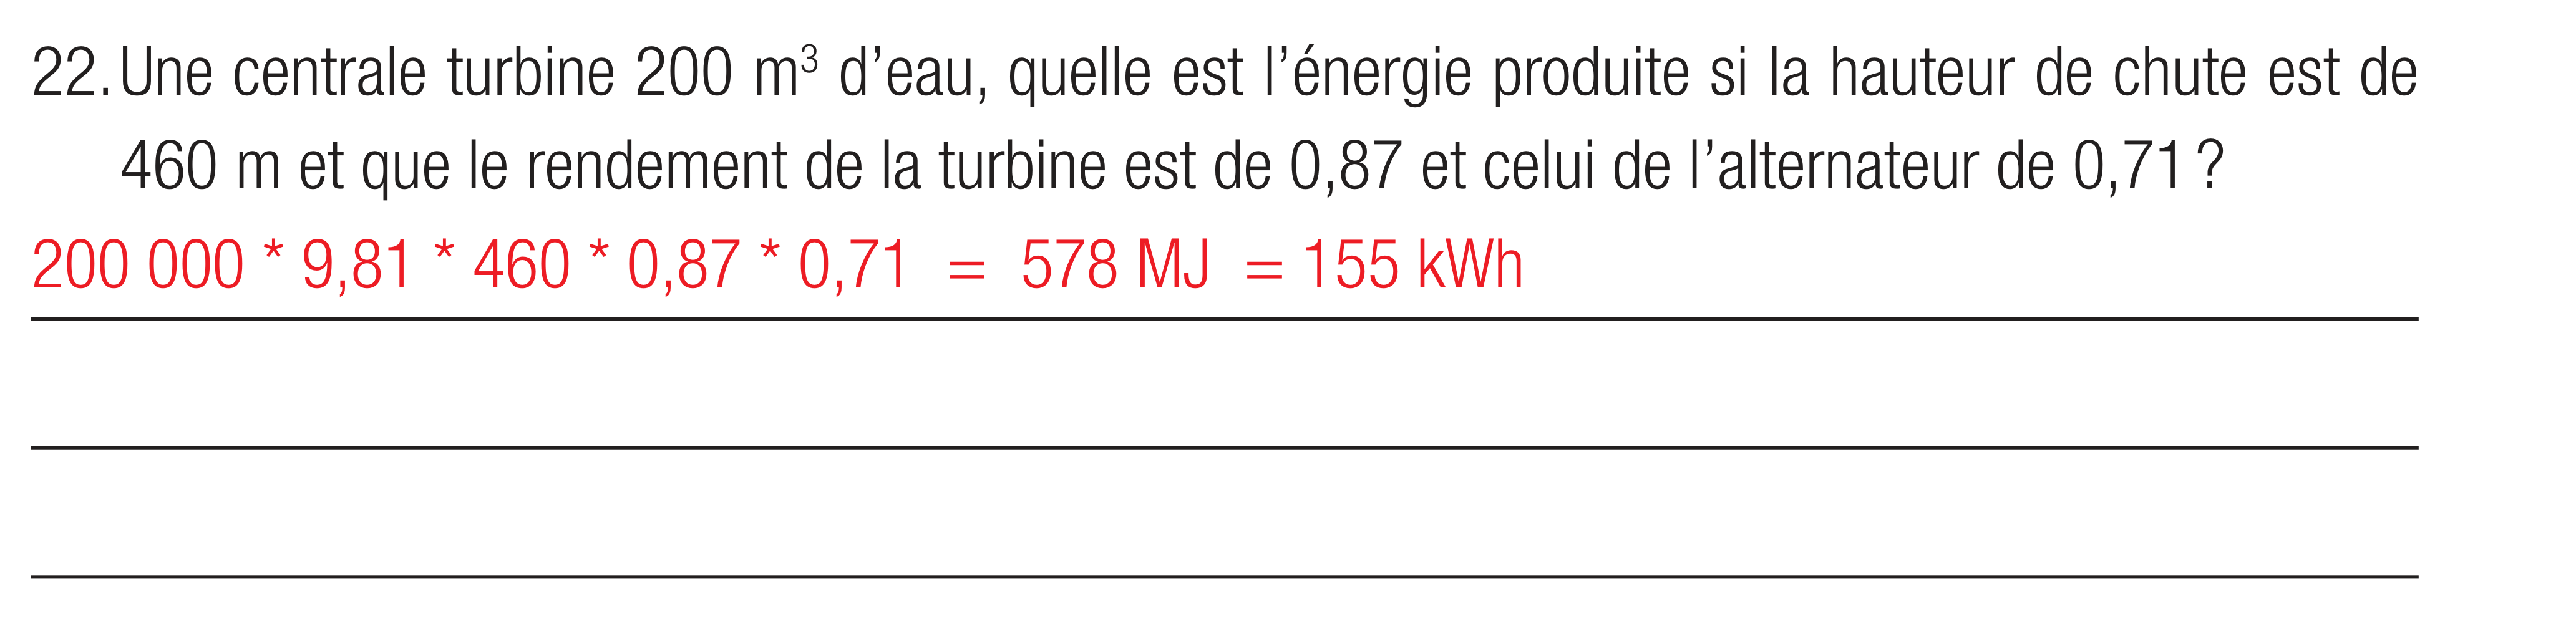 22. Une centrale turbine 200 m³ d’eau, quelle est l’énergie produite si la hauteur de chute est de
460 m et que le rendement de la turbine est de 0,87 et celui de l’alternateur de 0,71 ?
200 000 * 9,81 * 460 * 0,87 * 0,71 = 578 MJ = 155 kWh